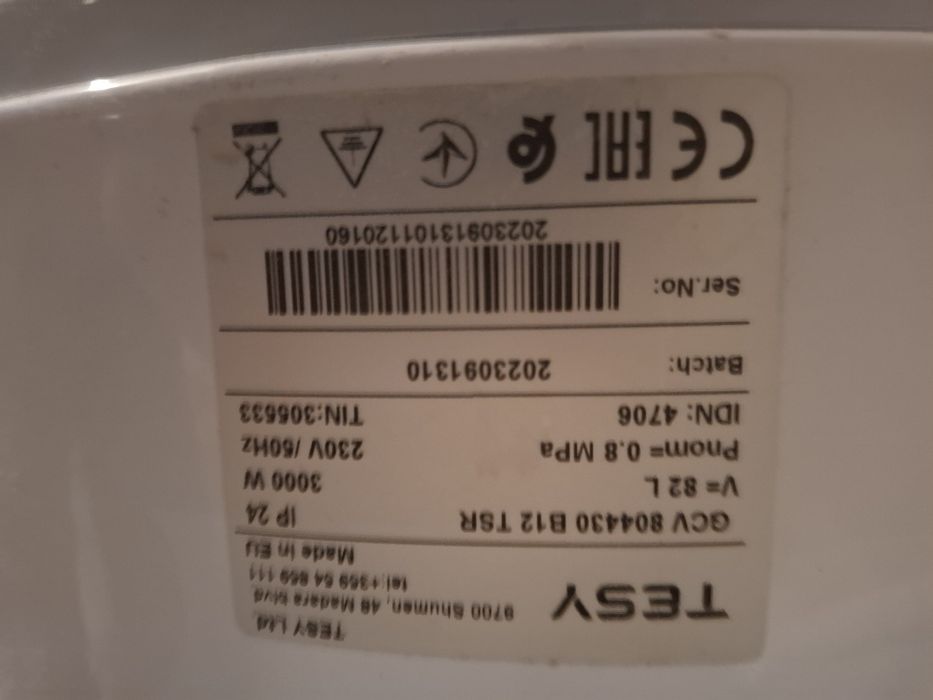 TESY
TESY Ltd.
9700 Shumen, 48 Madara blvd.
tel:+359 54 859 111
Made in EU
GCV 804430 B12 TSR IP 24
V= 82 L 3000 W
Pnom= 0.8 MPa 230V /50Hz
IDN: 4706 TIN:305533
Batch: 2023091310
Ser.No:
20230913101120160
CE EAC